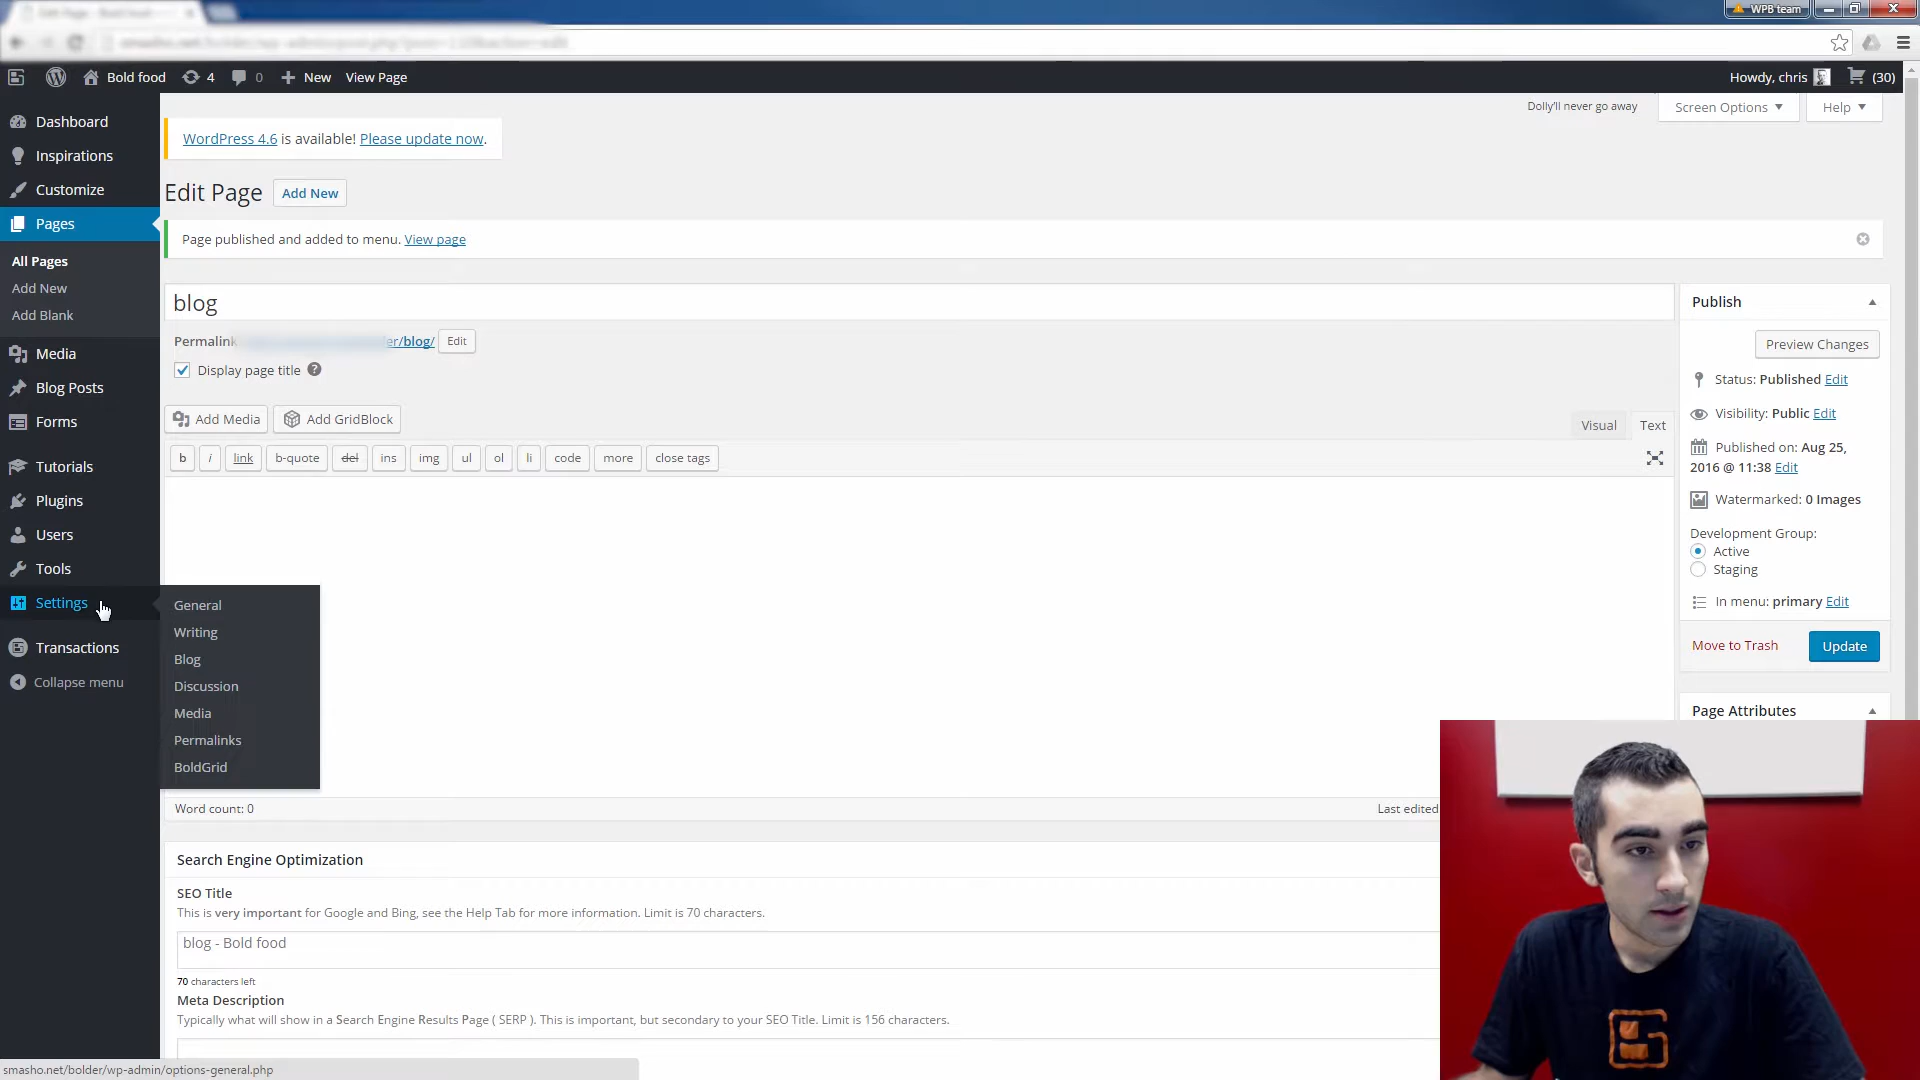 WPB team
Bold food 4 0 New View Page Howdy, chris (30)
Dolly'll never go away Screen Options Help
Dashboard
Inspirations
Customize
Pages
All Pages
Add New
Add Blank
Media
Blog Posts
Forms
Tutorials
Plugins
Users
Tools
Settings
Transactions
Collapse menu
General
Writing
Blog
Discussion
Media
Permalinks
BoldGrid
WordPress 4.6 is available! Please update now.
Edit Page Add New
Page published and added to menu. View page
blog
Permalink er/blog/ Edit
Display page title ?
Add Media Add GridBlock
Visual Text
b i link b-quote del ins img ul ol li code more close tags
Word count: 0 Last edited
Search Engine Optimization
SEO Title
This is very important for Google and Bing, see the Help Tab for more information. Limit is 70 characters.
blog - Bold food
70 characters left
Meta Description
Typically what will show in a Search Engine Results Page ( SERP ). This is important, but secondary to your SEO Title. Limit is 156 characters.
Publish
Preview Changes
Status: Published Edit
Visibility: Public Edit
Published on: Aug 25,
2016 @ 11:38 Edit
Watermarked: 0 Images
Development Group:
Active
Staging
In menu: primary Edit
Move to Trash Update
Page Attributes
smasho.net/bolder/wp-admin/options-general.php